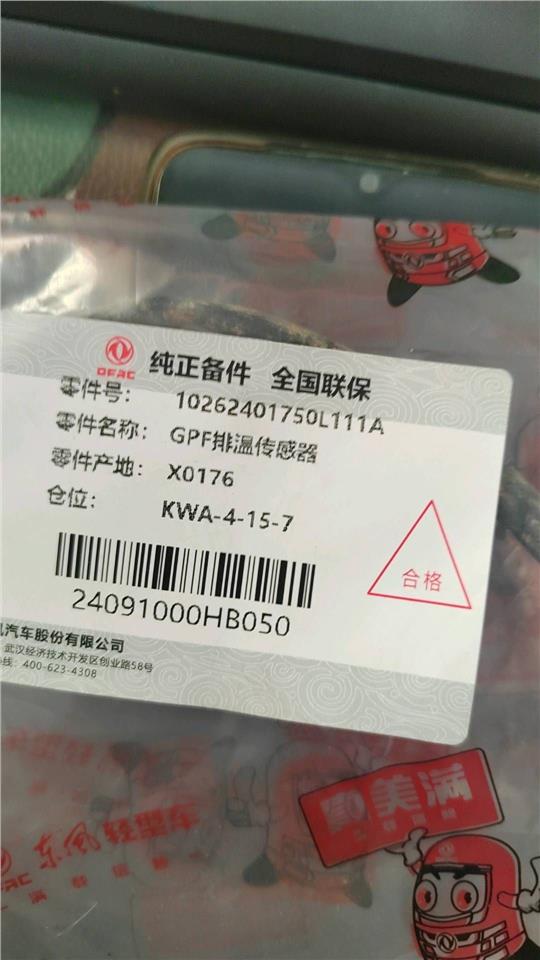 DFAC
纯正备件 全国联保
零件号: 10262401750L111A
零件名称: GPF排温传感器
零件产地: X0176
仓位: KWA-4-15-7
合格
24091000HB050
汽车股份有限公司
武汉经济技术开发区创业路58号
400-623-4308
美满
东风轻型车
DFAC